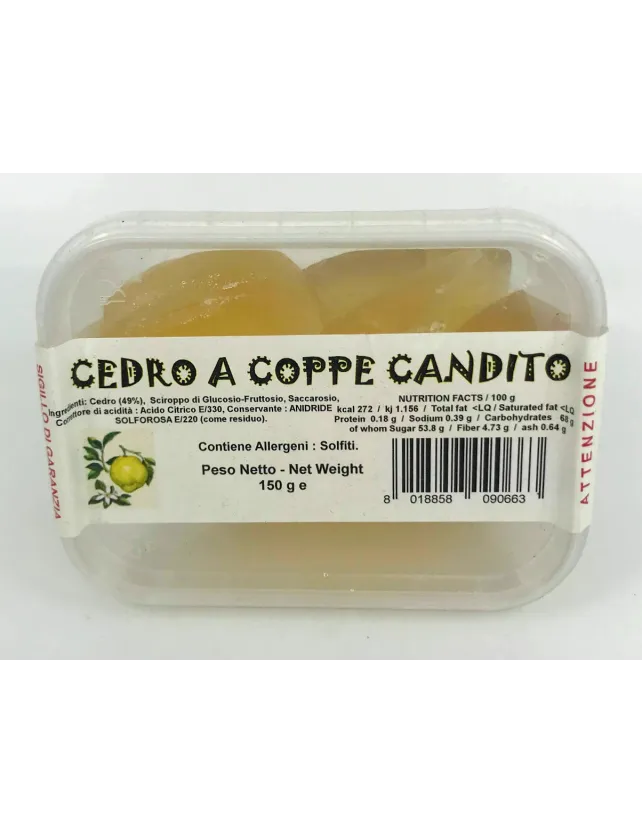 CEDRO A COPPE CANDITO
Ingredienti: Cedro (49%), Sciroppo di Glucosio-Fruttosio, Saccarosio,
Correttore di acidità : Acido Citrico E/330, Conservante : ANIDRIDE
SOLFOROSA E/220 (come residuo).
NUTRITION FACTS / 100 g
kcal 272 / kj 1.156 / Total fat <LQ / Saturated fat <LQ
Protein 0.18 g / Sodium 0.39 g / Carbohydrates 68 g
of whom Sugar 53.8 g / Fiber 4.73 g / ash 0.64 g
Contiene Allergeni : Solfiti.
Peso Netto - Net Weight
150 g e
8 018858 090663
SIGILLO DI GARANZIA
ATTENZIONE